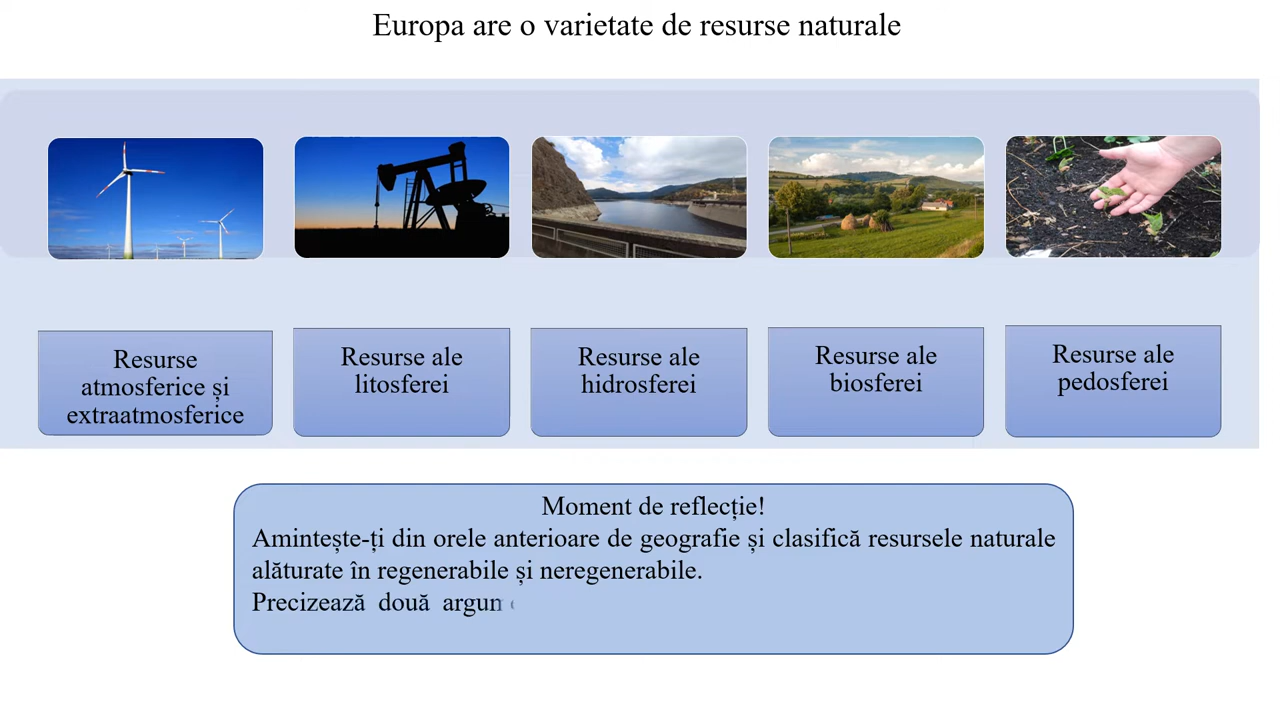 Europa are o varietate de resurse naturale
Resurse
atmosferice și
extraatmosferice
Resurse ale
litosferei
Resurse ale
hidrosferei
Resurse ale
biosferei
Resurse ale
pedosferei
Moment de reflecție!
Amintește-ți din orele anterioare de geografie și clasifică resursele naturale
alăturate în regenerabile și neregenerabile.
Precizează două